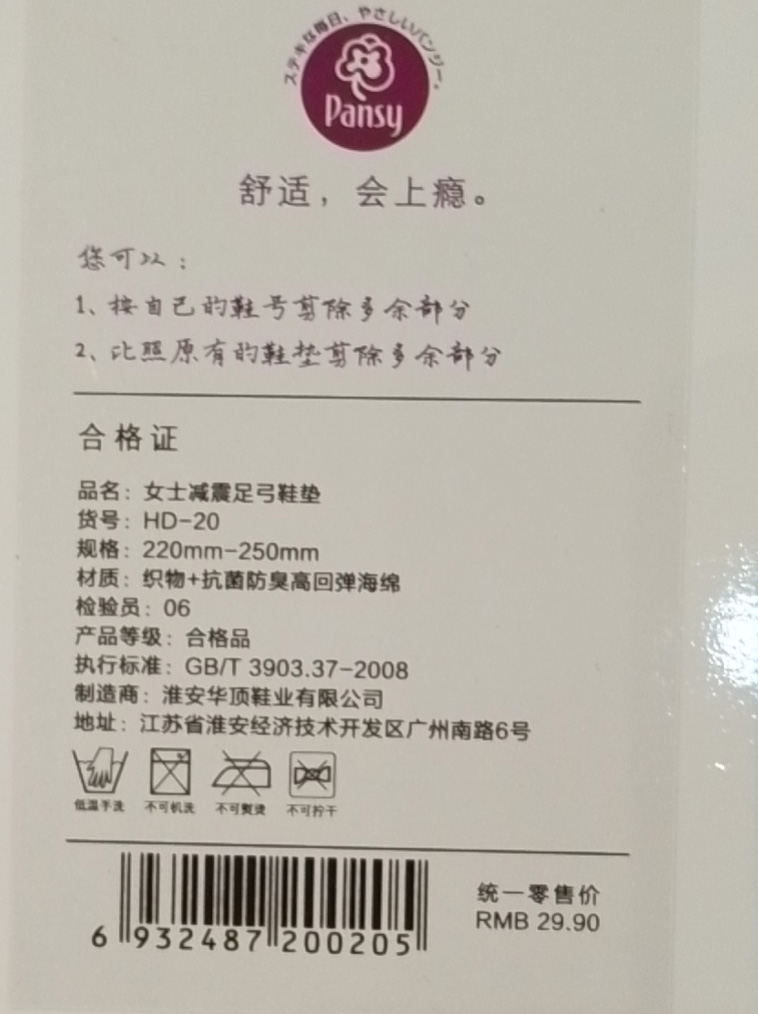 ステキな毎日、やさしいパンジー。
Pansy
舒适，会上瘾。
您可以：
1、按自己的鞋号剪除多余部分
2、比照原有的鞋垫剪除多余部分
合格证
品名：女士减震足弓鞋垫
货号：HD-20
规格：220mm-250mm
材质：织物+抗菌防臭高回弹海绵
检验员：06
产品等级：合格品
执行标准：GB/T 3903.37-2008
制造商：淮安华顶鞋业有限公司
地址：江苏省淮安经济技术开发区广州南路6号
低温手洗 不可机洗 不可熨烫 不可拧干
统一零售价
RMB 29.90
6 932487 200205